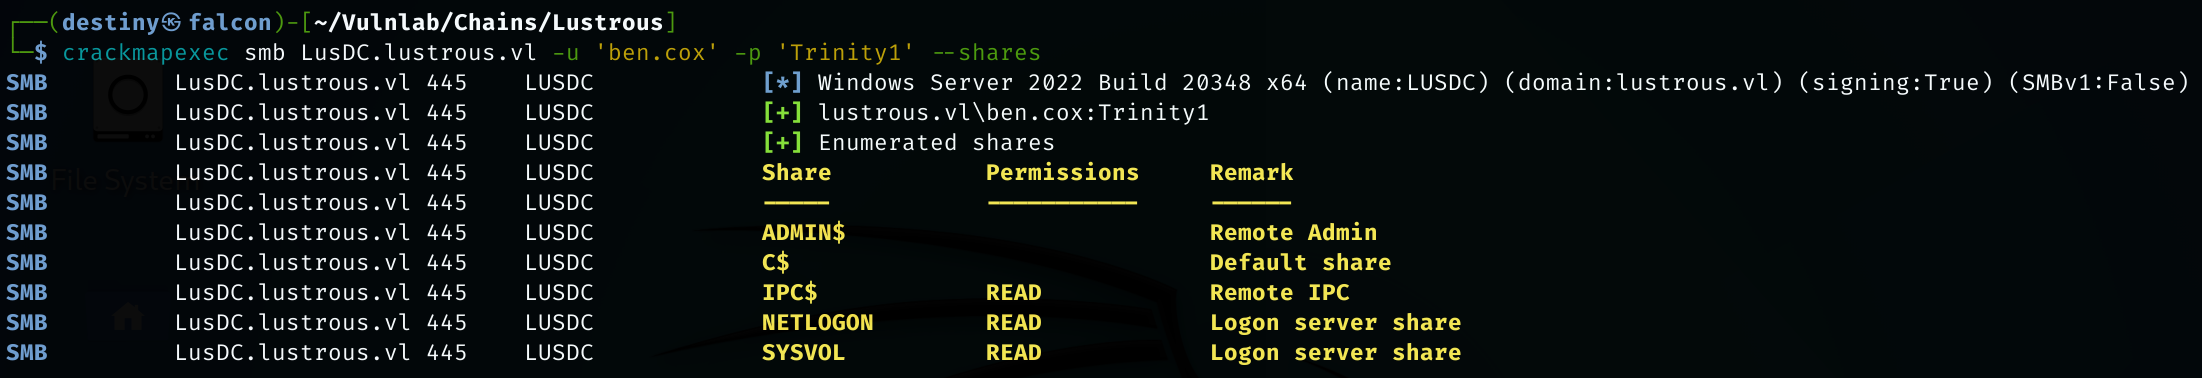 ┌──(destiny㉿falcon)-[~/Vulnlab/Chains/Lustrous]
└─$ crackmapexec smb LusDC.lustrous.vl -u 'ben.cox' -p 'Trinity1' --shares
SMB LusDC.lustrous.vl 445 LUSDC [*] Windows Server 2022 Build 20348 x64 (name:LUSDC) (domain:lustrous.vl) (signing:True) (SMBv1:False)
SMB LusDC.lustrous.vl 445 LUSDC [+] lustrous.vl\ben.cox:Trinity1
SMB LusDC.lustrous.vl 445 LUSDC [+] Enumerated shares
SMB LusDC.lustrous.vl 445 LUSDC Share Permissions Remark
File System
SMB LusDC.lustrous.vl 445 LUSDC ----- ----------- ------
SMB LusDC.lustrous.vl 445 LUSDC ADMIN$ Remote Admin
SMB LusDC.lustrous.vl 445 LUSDC C$ Default share
SMB LusDC.lustrous.vl 445 LUSDC IPC$ READ Remote IPC
SMB LusDC.lustrous.vl 445 LUSDC NETLOGON READ Logon server share
SMB LusDC.lustrous.vl 445 LUSDC SYSVOL READ Logon server share